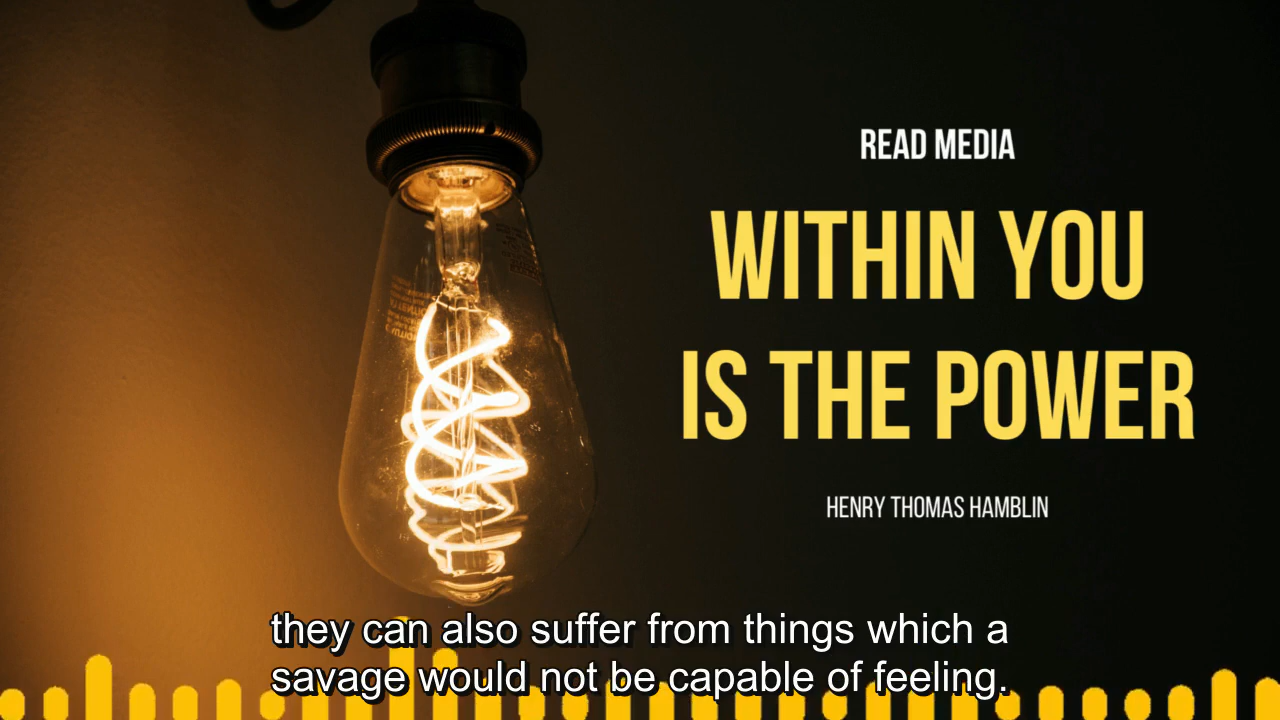 READ MEDIA
WITHIN YOU
IS THE POWER
HENRY THOMAS HAMBLIN
they can also suffer from things which a
savage would not be capable of feeling.